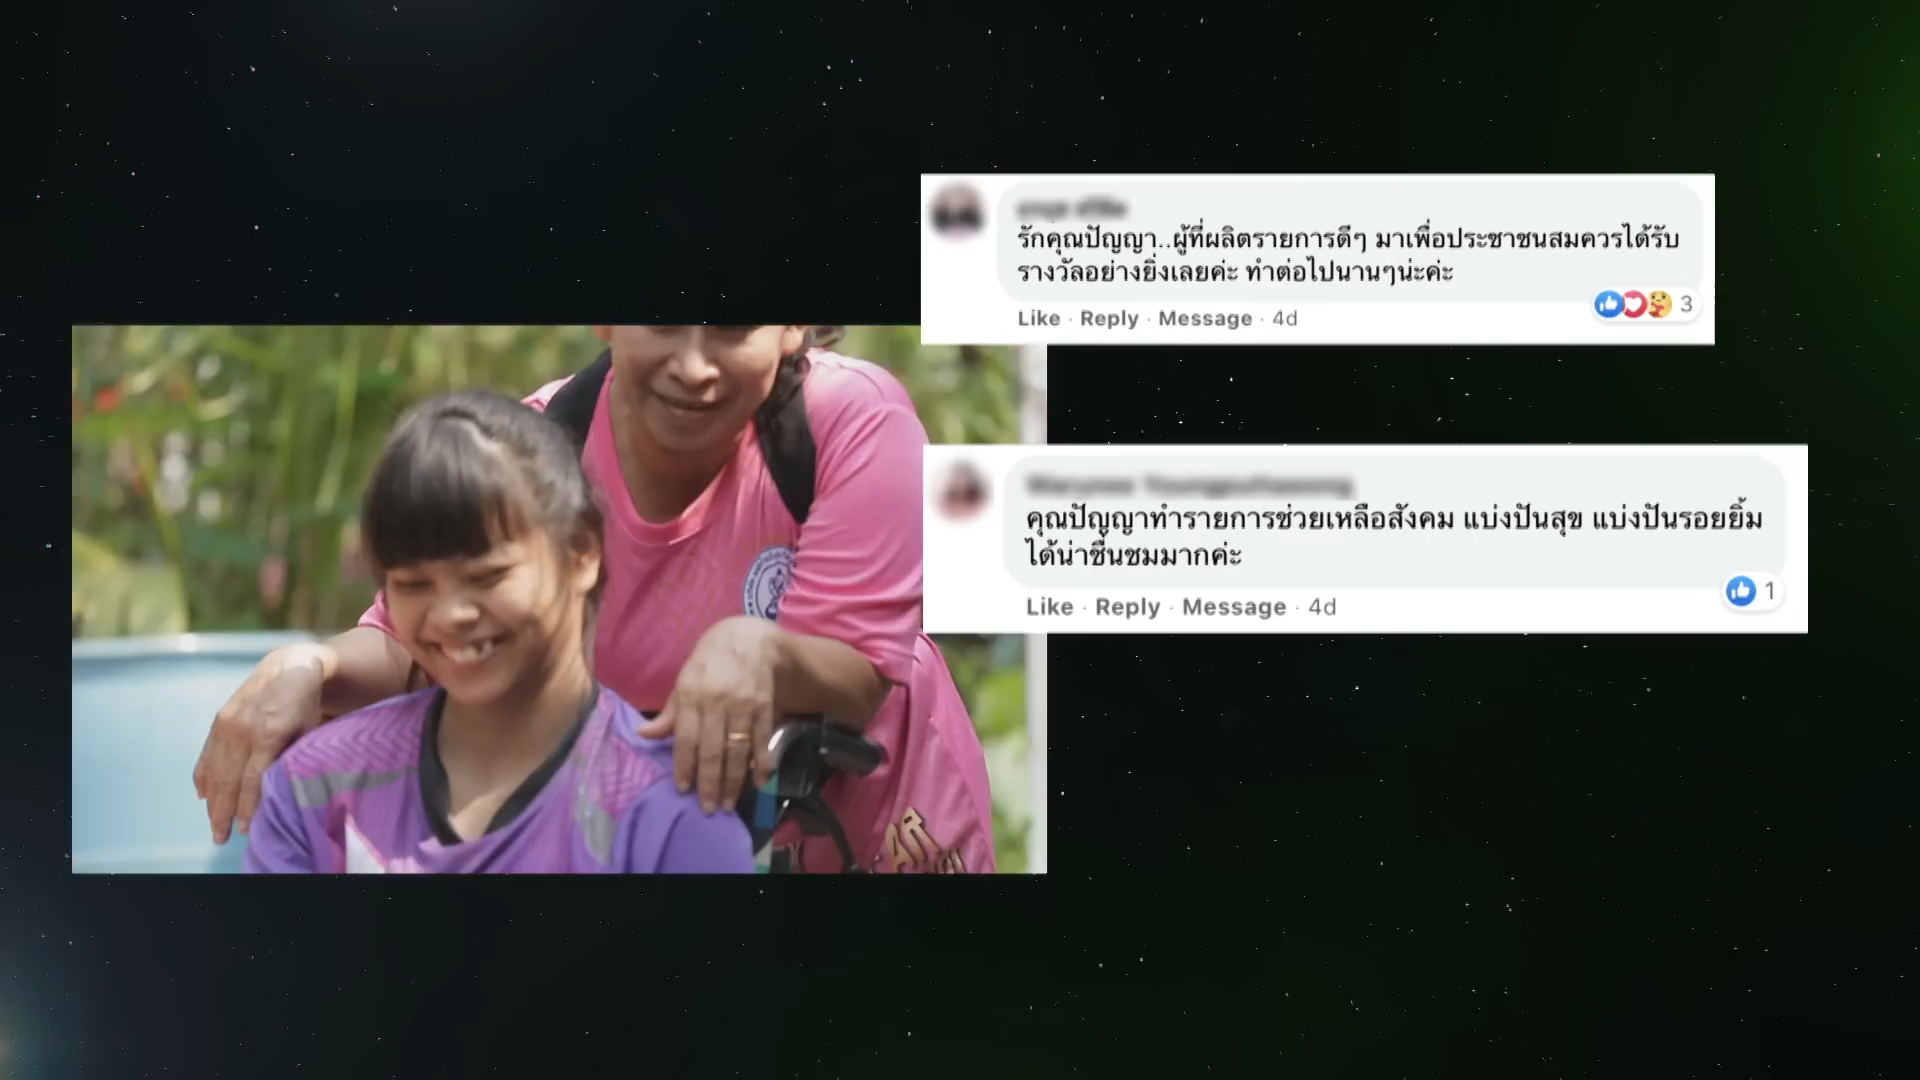 รักคุณปัญญา..ผู้ที่ผลิตรายการดีๆ มาเพื่อประชาชนสมควรได้รับ
รางวัลอย่างยิ่งเลยค่ะ ทำต่อไปนานๆน่ะค่ะ
Like · Reply · Message · 4d
3
คุณปัญญาทำรายการช่วยเหลือสังคม แบ่งปันสุข แบ่งปันรอยยิ้ม
ได้น่าชื่นชมมากค่ะ
Like · Reply · Message · 4d
1